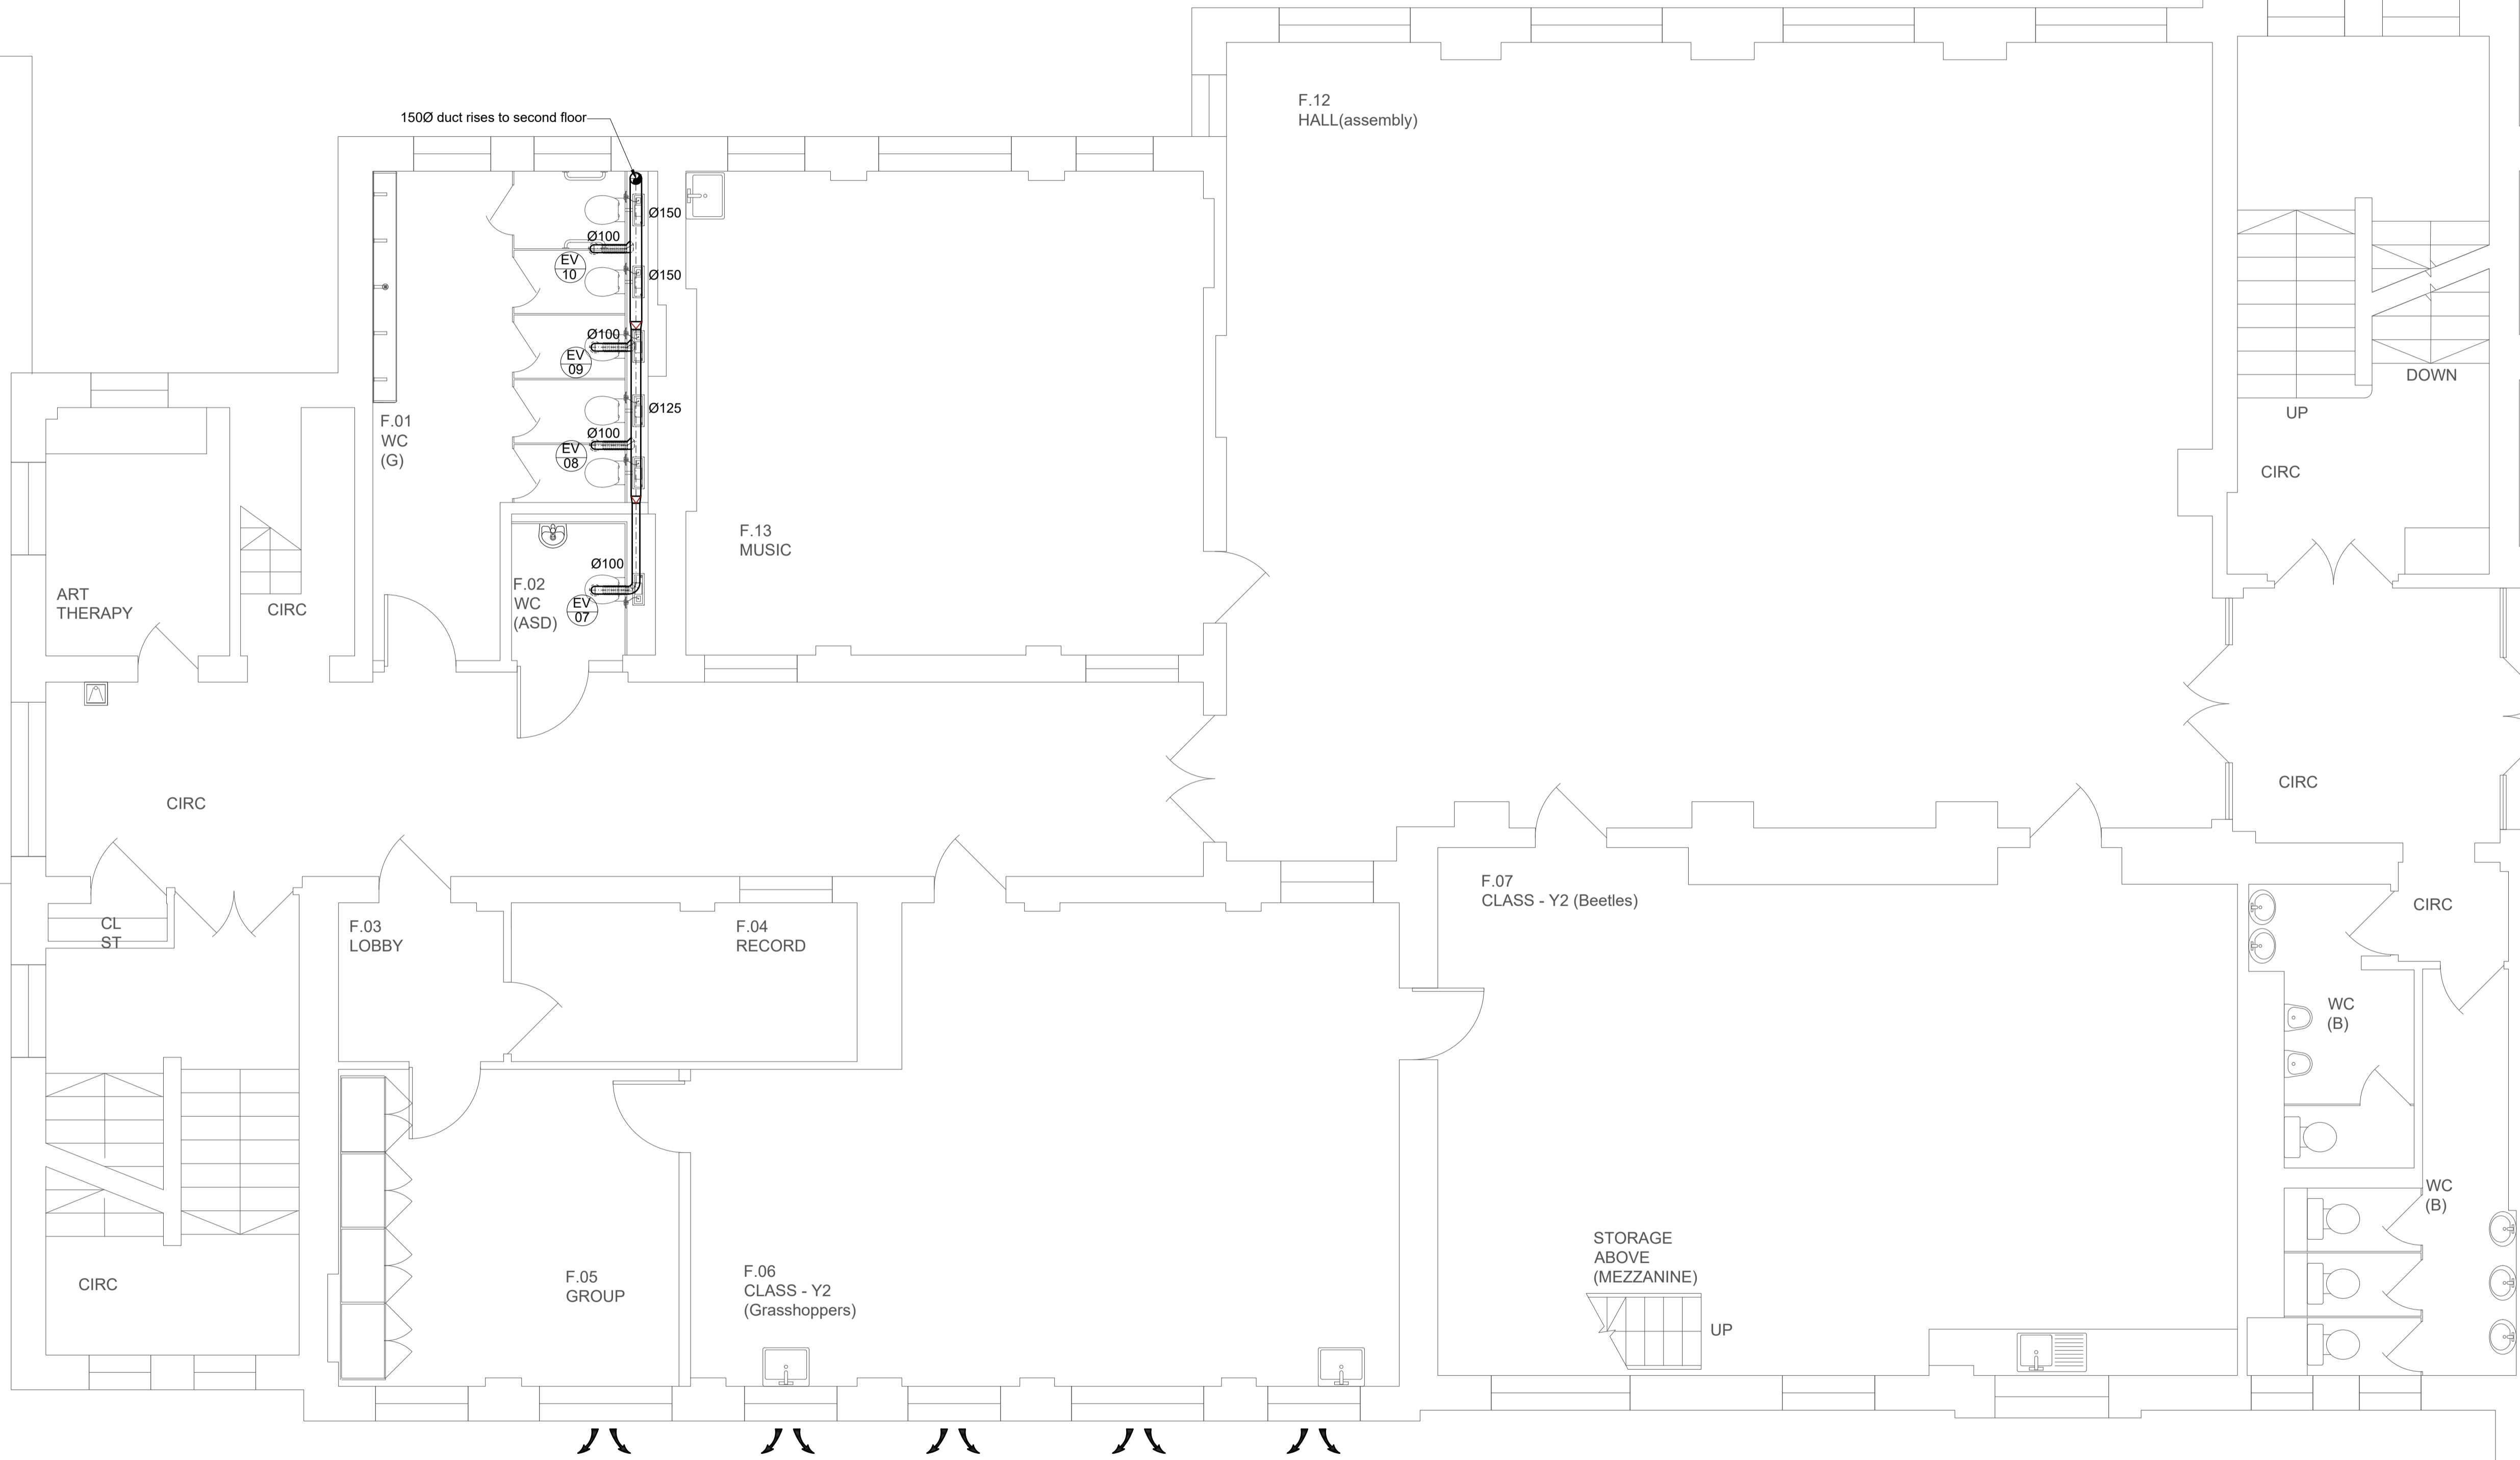 150Ø duct rises to second floor
F.12
HALL(assembly)
Ø150
Ø100
EV
10
Ø150
Ø100
EV
09
Ø125
Ø100
EV
08
F.01
WC
(G)
DOWN
UP
CIRC
F.13
MUSIC
Ø100
F.02
WC
(ASD)
EV
07
ART
THERAPY
CIRC
CIRC
CIRC
CL
ST
F.03
LOBBY
F.04
RECORD
F.07
CLASS - Y2 (Beetles)
CIRC
WC
(B)
WC
(B)
CIRC
F.05
GROUP
F.06
CLASS - Y2
(Grasshoppers)
STORAGE
ABOVE
(MEZZANINE)
UP